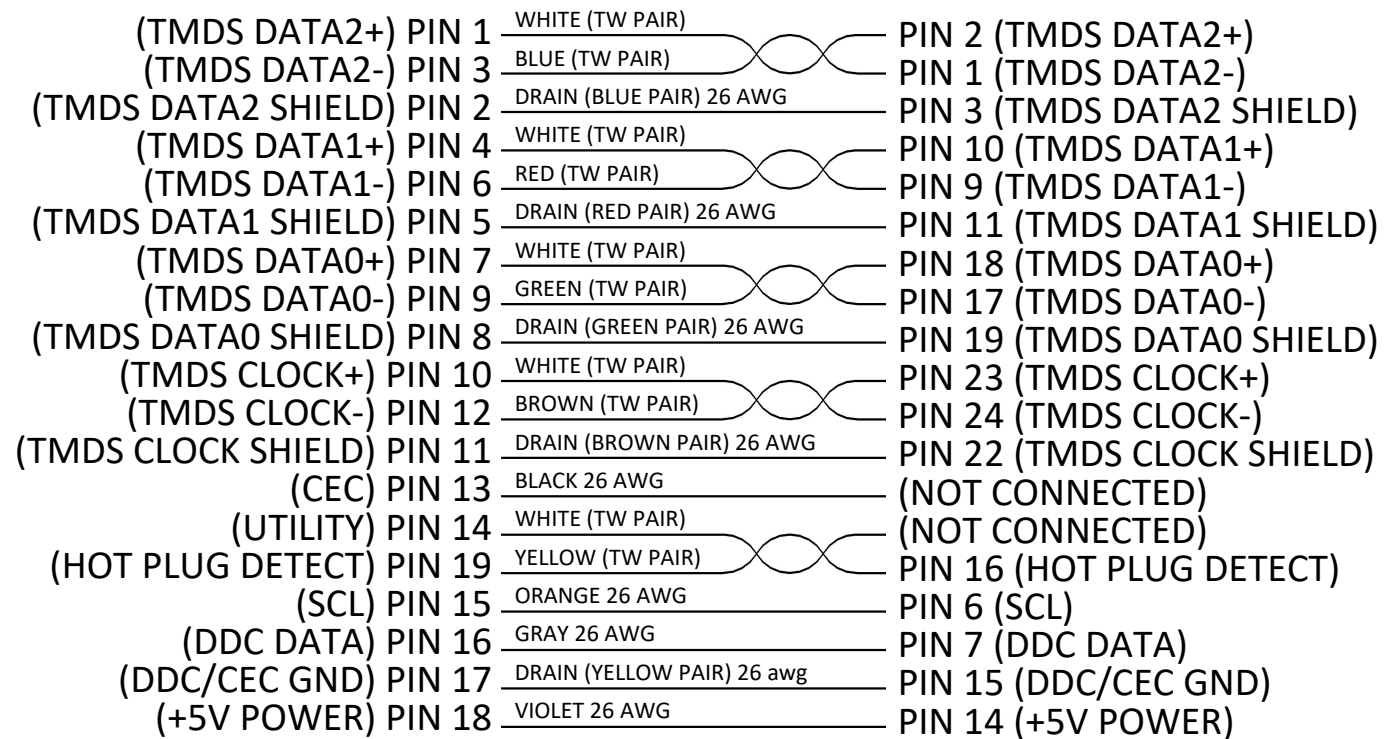 (TMDS DATA2+) PIN 1 WHITE (TW PAIR) PIN 2 (TMDS DATA2+)
(TMDS DATA2-) PIN 3 BLUE (TW PAIR) PIN 1 (TMDS DATA2-)
(TMDS DATA2 SHIELD) PIN 2 DRAIN (BLUE PAIR) 26 AWG PIN 3 (TMDS DATA2 SHIELD)
(TMDS DATA1+) PIN 4 WHITE (TW PAIR) PIN 10 (TMDS DATA1+)
(TMDS DATA1-) PIN 6 RED (TW PAIR) PIN 9 (TMDS DATA1-)
(TMDS DATA1 SHIELD) PIN 5 DRAIN (RED PAIR) 26 AWG PIN 11 (TMDS DATA1 SHIELD)
(TMDS DATA0+) PIN 7 WHITE (TW PAIR) PIN 18 (TMDS DATA0+)
(TMDS DATA0-) PIN 9 GREEN (TW PAIR) PIN 17 (TMDS DATA0-)
(TMDS DATA0 SHIELD) PIN 8 DRAIN (GREEN PAIR) 26 AWG PIN 19 (TMDS DATA0 SHIELD)
(TMDS CLOCK+) PIN 10 WHITE (TW PAIR) PIN 23 (TMDS CLOCK+)
(TMDS CLOCK-) PIN 12 BROWN (TW PAIR) PIN 24 (TMDS CLOCK-)
(TMDS CLOCK SHIELD) PIN 11 DRAIN (BROWN PAIR) 26 AWG PIN 22 (TMDS CLOCK SHIELD)
(CEC) PIN 13 BLACK 26 AWG (NOT CONNECTED)
(UTILITY) PIN 14 WHITE (TW PAIR) (NOT CONNECTED)
(HOT PLUG DETECT) PIN 19 YELLOW (TW PAIR) PIN 16 (HOT PLUG DETECT)
(SCL) PIN 15 ORANGE 26 AWG PIN 6 (SCL)
(DDC DATA) PIN 16 GRAY 26 AWG PIN 7 (DDC DATA)
(DDC/CEC GND) PIN 17 DRAIN (YELLOW PAIR) 26 awg PIN 15 (DDC/CEC GND)
(+5V POWER) PIN 18 VIOLET 26 AWG PIN 14 (+5V POWER)